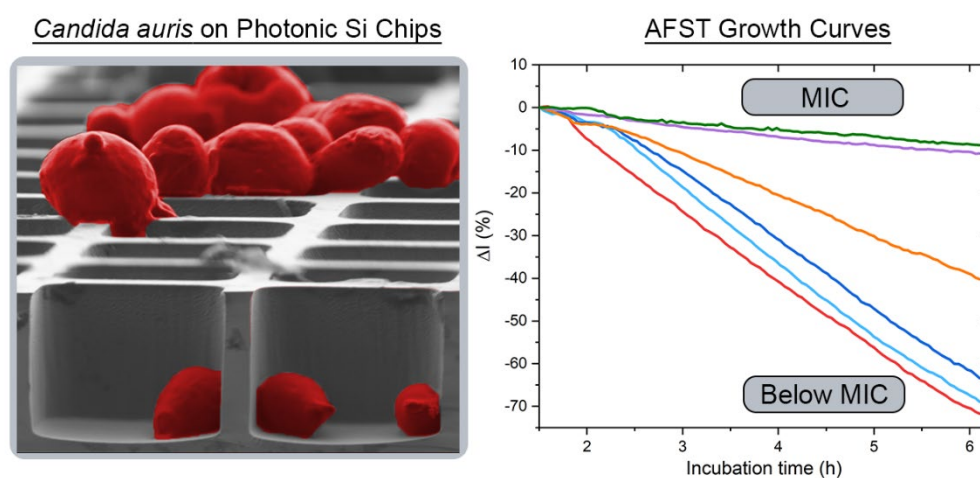 Candida auris on Photonic Si Chips
AFST Growth Curves
10
0
-10
-20
-30
-40
-50
-60
-70
ΔI (%)
MIC
Below MIC
2
3
4
5
6
Incubation time (h)